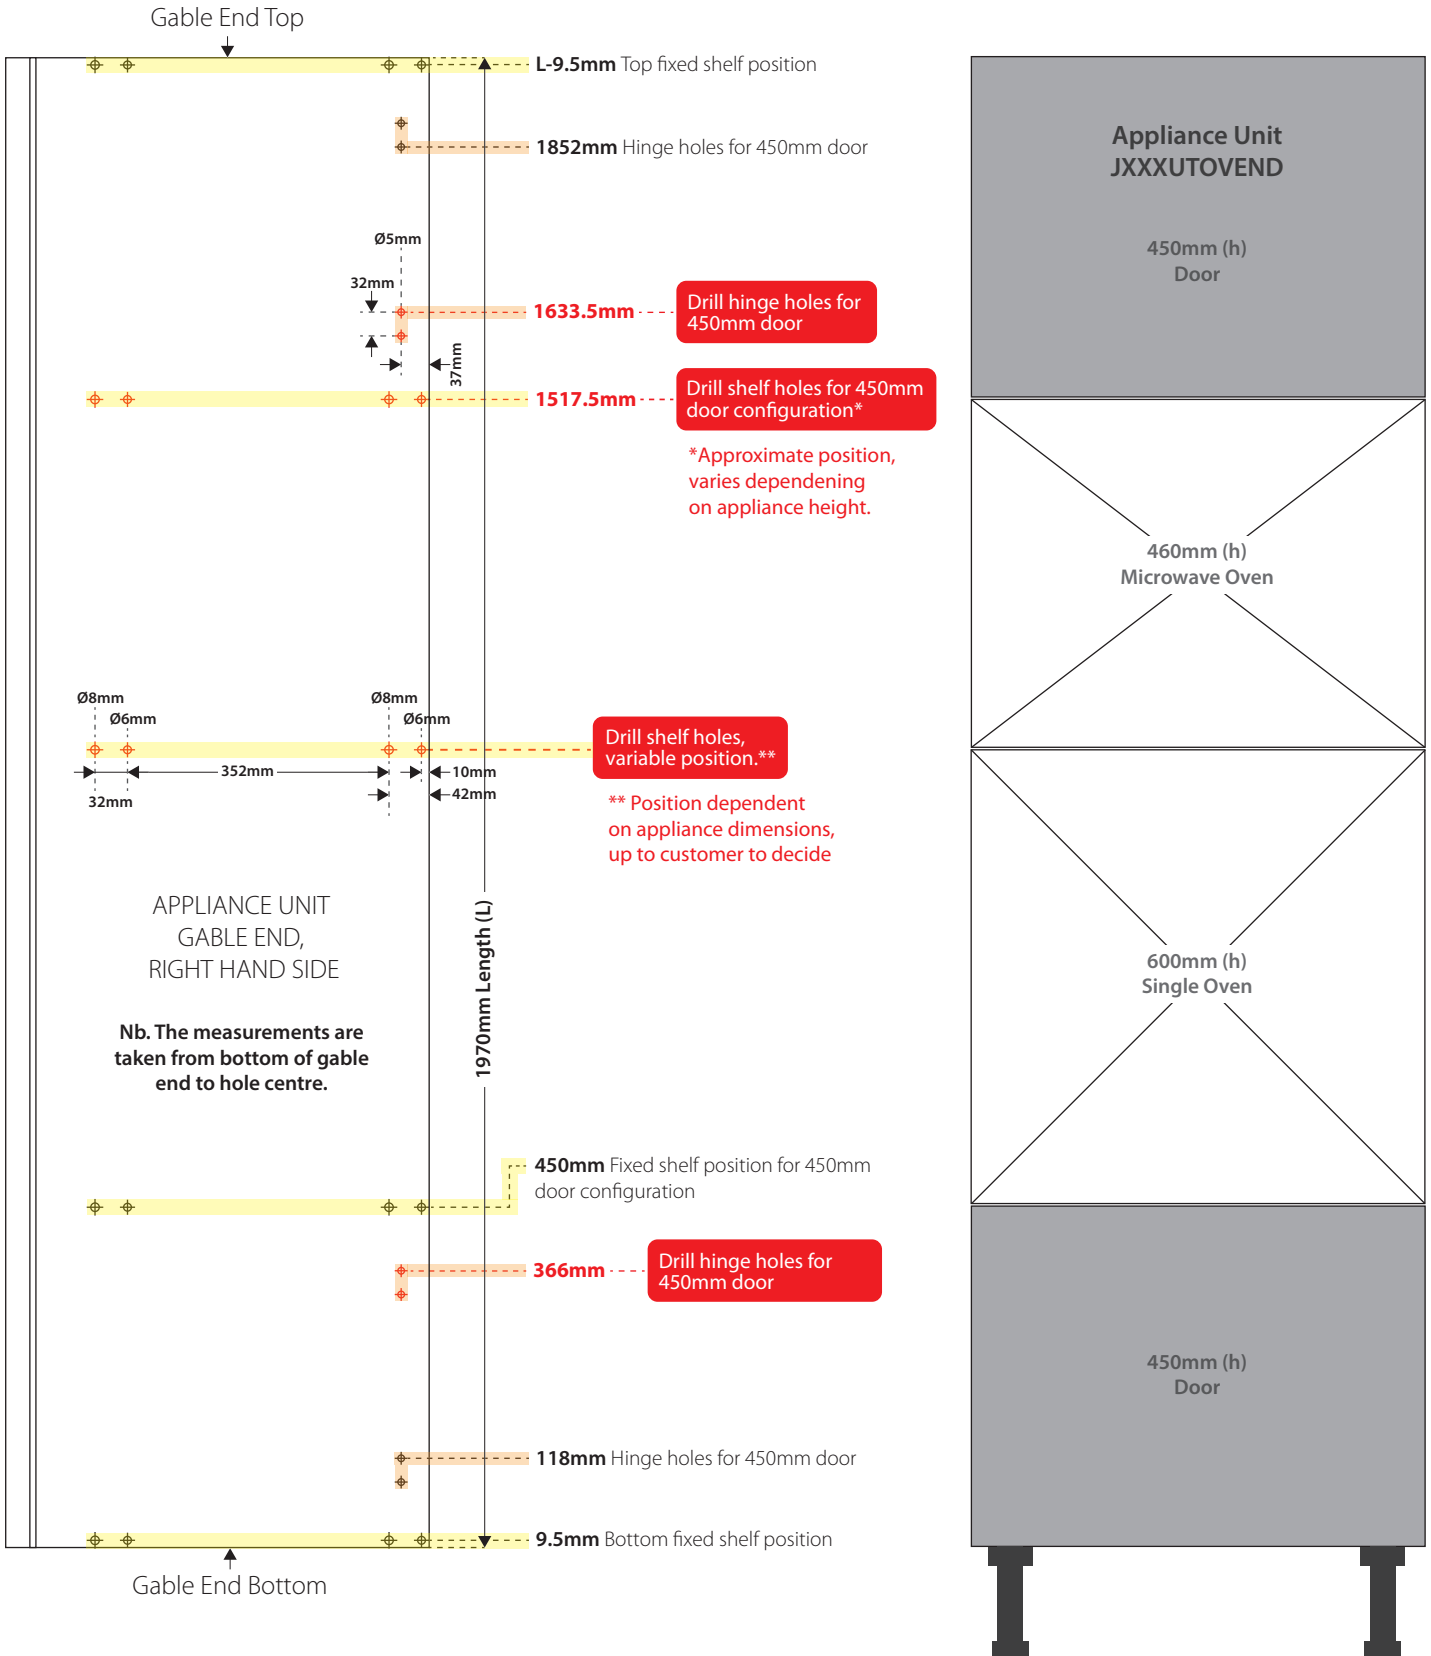 Gable End Top
L-9.5mm Top fixed shelf position
1852mm Hinge holes for 450mm door
Ø5mm
32mm
1633.5mm
Drill hinge holes for
450mm door
37mm
1517.5mm
Drill shelf holes for 450mm
door configuration*
*Approximate position,
varies dependening
on appliance height.
Ø8mm
Ø6mm
Ø8mm
Ø6mm
Drill shelf holes,
variable position.**
352mm
10mm
32mm
42mm
** Position dependent
on appliance dimensions,
up to customer to decide
APPLIANCE UNIT
GABLE END,
RIGHT HAND SIDE
Nb. The measurements are
taken from bottom of gable
end to hole centre.
1970mm Length (L)
450mm Fixed shelf position for 450mm
door configuration
366mm
Drill hinge holes for
450mm door
118mm Hinge holes for 450mm door
9.5mm Bottom fixed shelf position
Gable End Bottom
Appliance Unit
JXXXUTOVEND
450mm (h)
Door
460mm (h)
Microwave Oven
600mm (h)
Single Oven
450mm (h)
Door